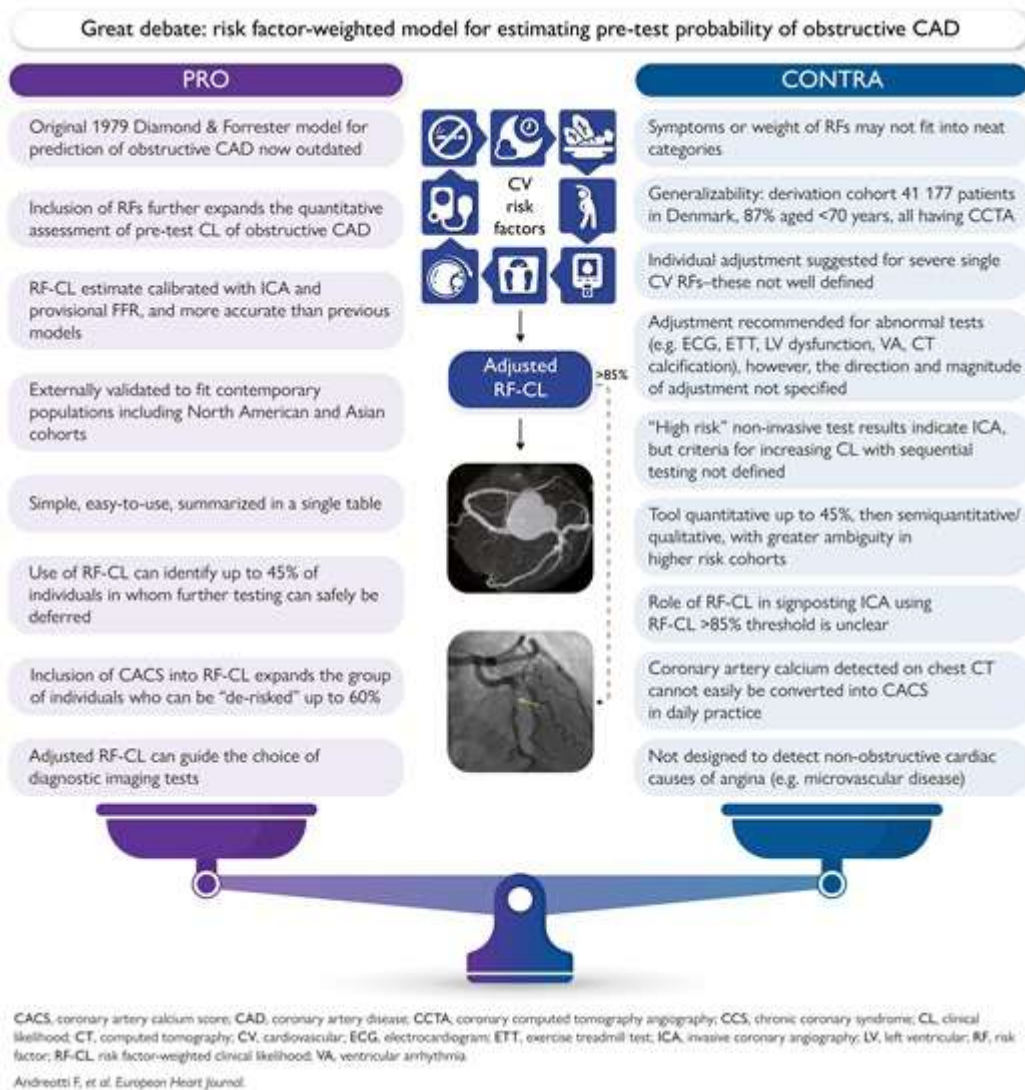 Great debate: risk factor-weighted model for estimating pre-test probability of obstructive CAD
PRO
Original 1979 Diamond & Forrester model for
prediction of obstructive CAD now outdated
Inclusion of RFs further expands the quantitative
assessment of pre-test CL of obstructive CAD
RF-CL estimate calibrated with ICA and
provisional FFR, and more accurate than previous
models
Externally validated to fit contemporary
populations including North American and Asian
cohorts
Simple, easy-to-use, summarized in a single table
Use of RF-CL can identify up to 45% of
individuals in whom further testing can safely be
deferred
Inclusion of CACS into RF-CL expands the group
of individuals who can be "de-risked" up to 60%
Adjusted RF-CL can guide the choice of
diagnostic imaging tests
CV
risk
factors
Adjusted
RF-CL
>85%
CONTRA
Symptoms or weight of RFs may not fit into neat
categories
Generalizability: derivation cohort 41 177 patients
in Denmark, 87% aged <70 years, all having CCTA
Individual adjustment suggested for severe single
CV RFs–these not well defined
Adjustment recommended for abnormal tests
(e.g. ECG, ETT, LV dysfunction, VA, CT
calcification), however, the direction and magnitude
of adjustment not specified
"High risk" non-invasive test results indicate ICA,
but criteria for increasing CL with sequential
testing not defined
Tool quantitative up to 45%, then semiquantitative/
qualitative, with greater ambiguity in
higher risk cohorts
Role of RF-CL in signposting ICA using
RF-CL >85% threshold is unclear
Coronary artery calcium detected on chest CT
cannot easily be converted into CACS
in daily practice
Not designed to detect non-obstructive cardiac
causes of angina (e.g. microvascular disease)
CACS, coronary artery calcium score; CAD, coronary artery disease; CCTA, coronary computed tomography angiography; CCS, chronic coronary syndrome; CL, clinical
likelihood; CT, computed tomography; CV, cardiovascular; ECG, electrocardiogram; ETT, exercise treadmill test; ICA, invasive coronary angiography; LV, left ventricular; RF, risk
factor; RF-CL, risk factor-weighted clinical likelihood; VA, ventricular arrhythmia
Andreotti F, et al. European Heart Journal.